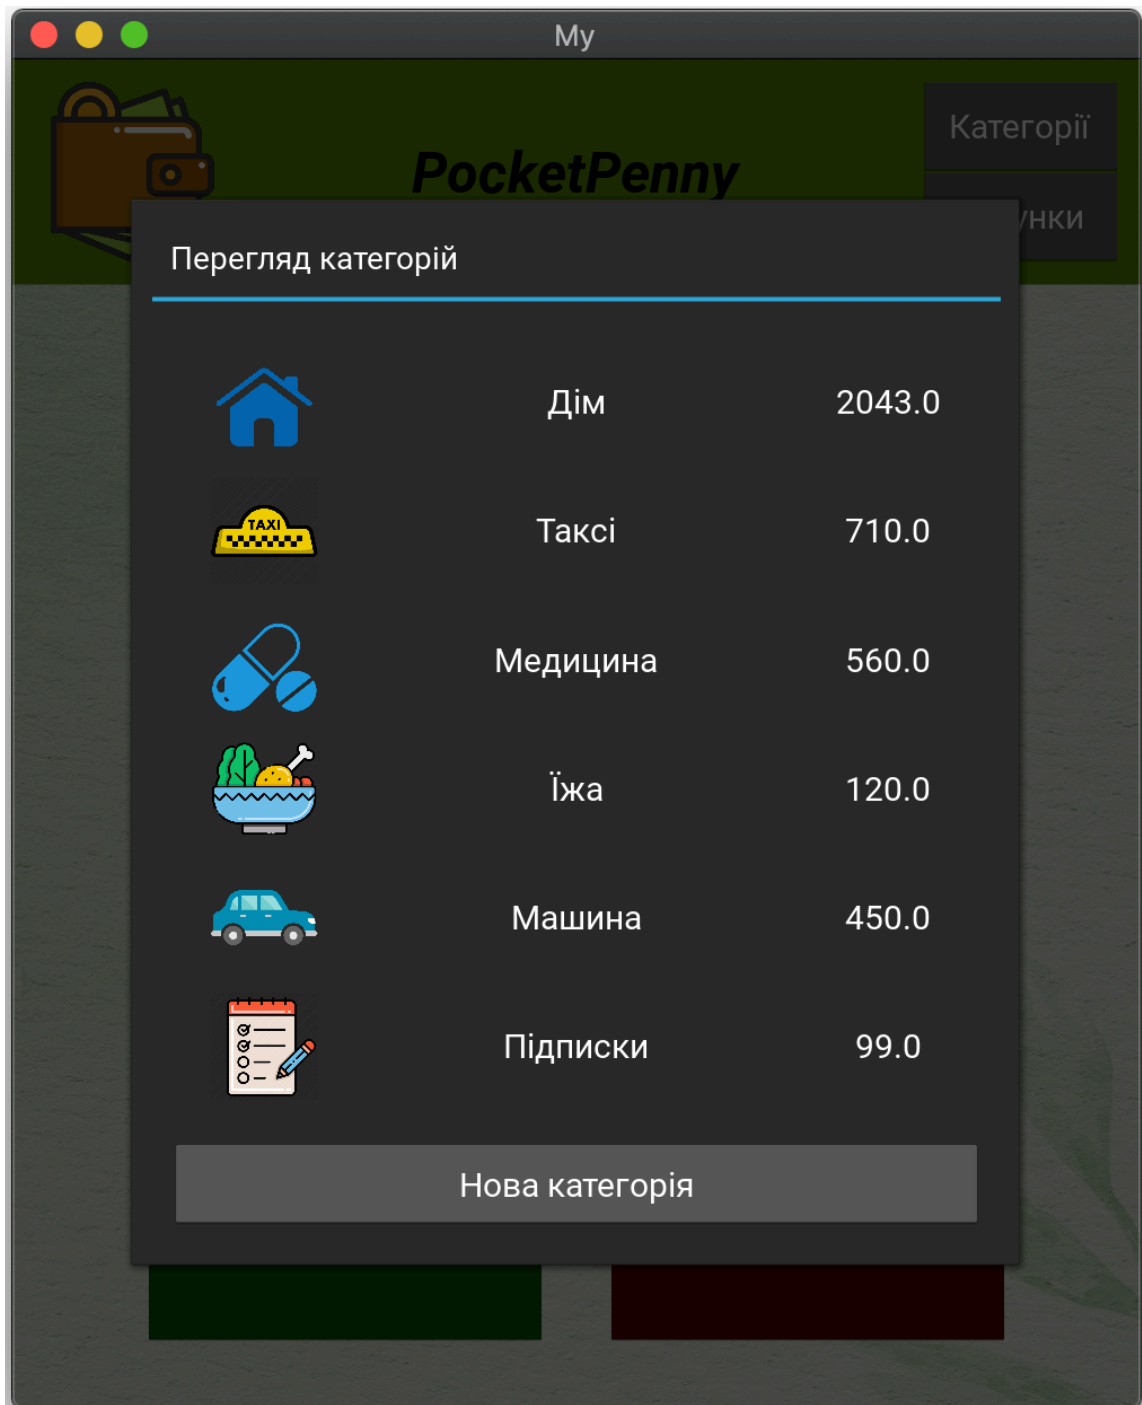 My
Категорії
PocketPenny
Перегляд категорій
Дім 2043.0
TAXI
Таксі 710.0
Медицина 560.0
Їжа 120.0
Машина 450.0
Підписки 99.0
Нова категорія